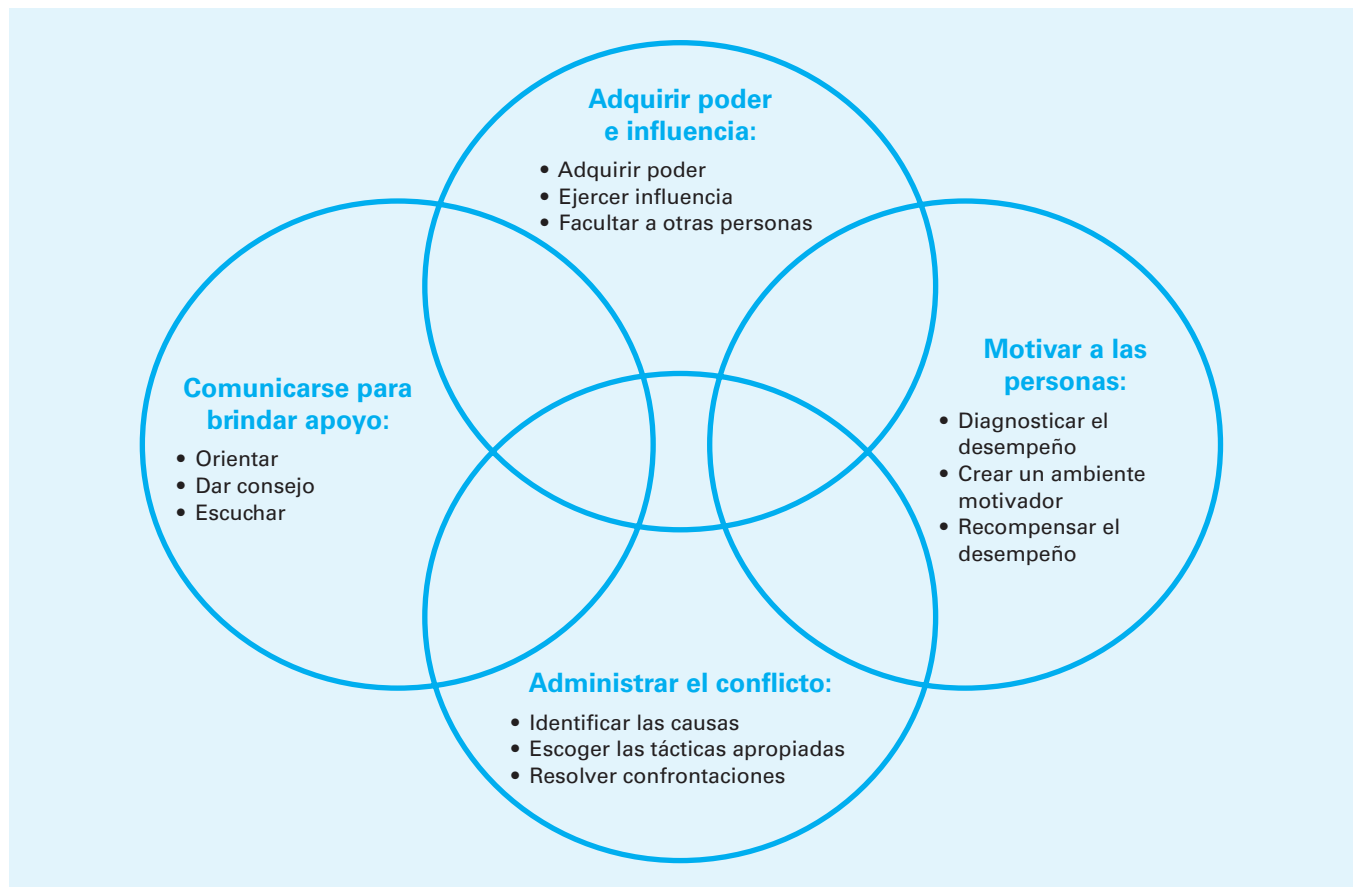 Adquirir poder
e influencia:
• Adquirir poder
• Ejercer influencia
• Facultar a otras personas
Comunicarse para
brindar apoyo:
• Orientar
• Dar consejo
• Escuchar
Motivar a las
personas:
• Diagnosticar el
desempeño
• Crear un ambiente
motivador
• Recompensar el
desempeño
Administrar el conflicto:
• Identificar las causas
• Escoger las tácticas apropiadas
• Resolver confrontaciones